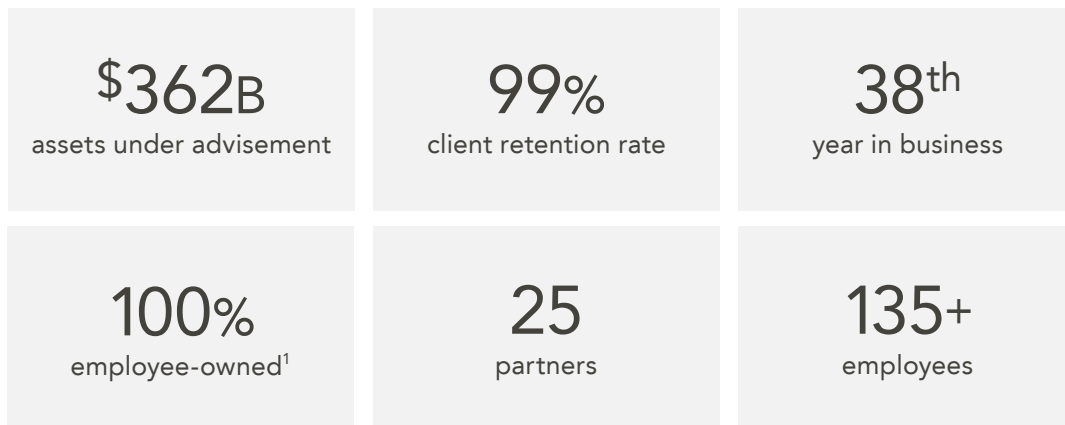 $362B
assets under advisement
99%
client retention rate
38th
year in business
100%
employee-owned¹
25
partners
135+
employees